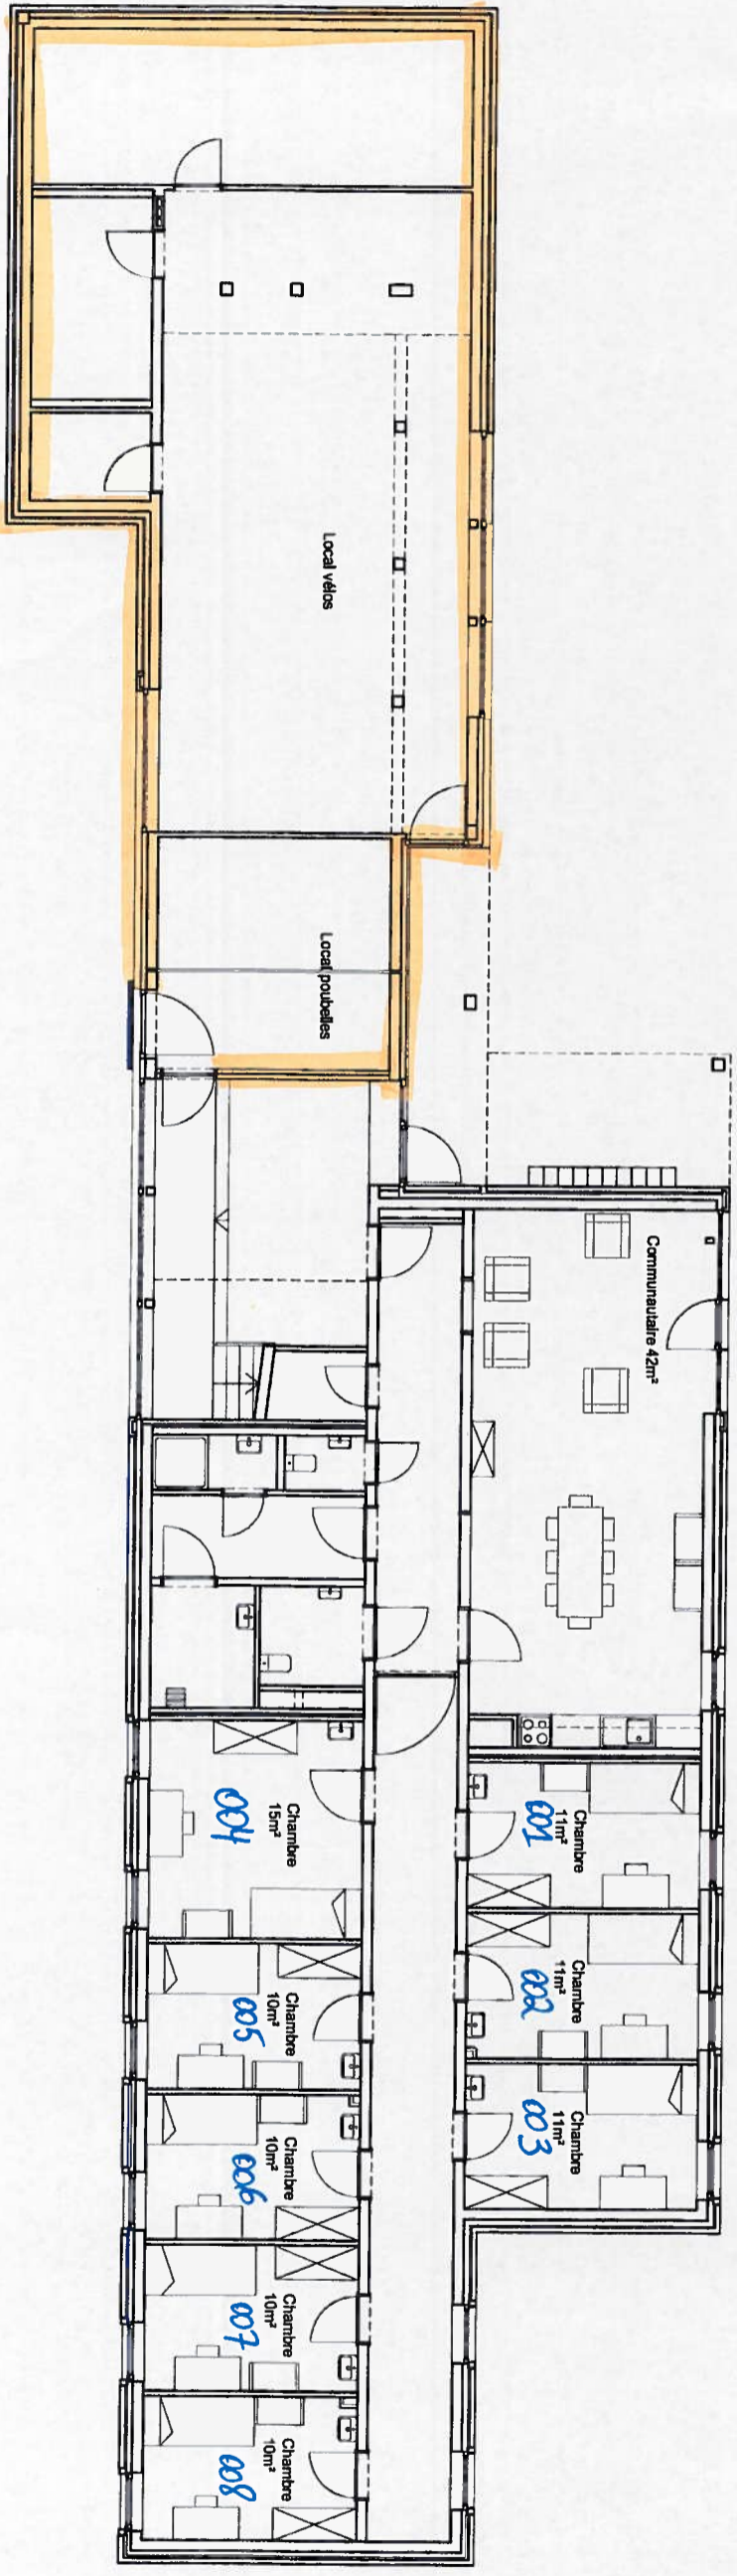 Local vélos
Local poubelles
Communautaire 42m²
Chambre
11m²
001
Chambre
11m²
002
Chambre
11m²
003
Chambre
15m²
004
Chambre
10m²
005
Chambre
10m²
006
Chambre
10m²
007
Chambre
10m²
008